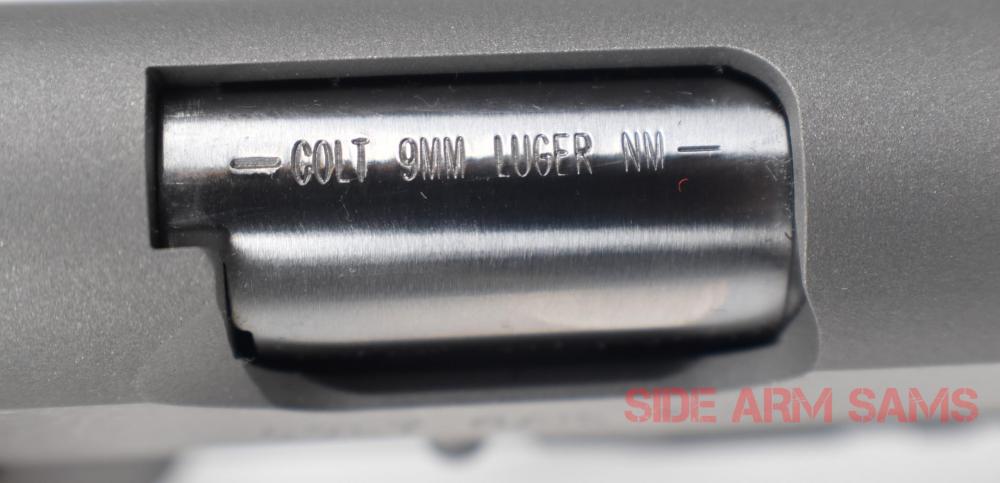 — COLT 9MM LUGER NM —
SIDE ARM SAMS